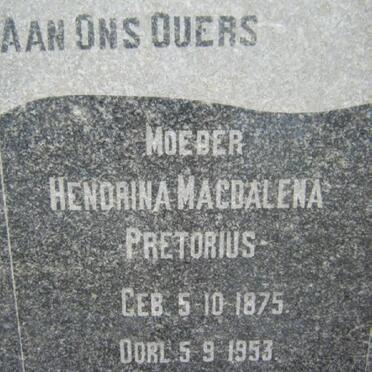 AAN ONS OUERS
MOEDER
HENDRINA MAGDALENA
PRETORIUS
GEB. 5·10·1875.
OORL. 5·9·1953.